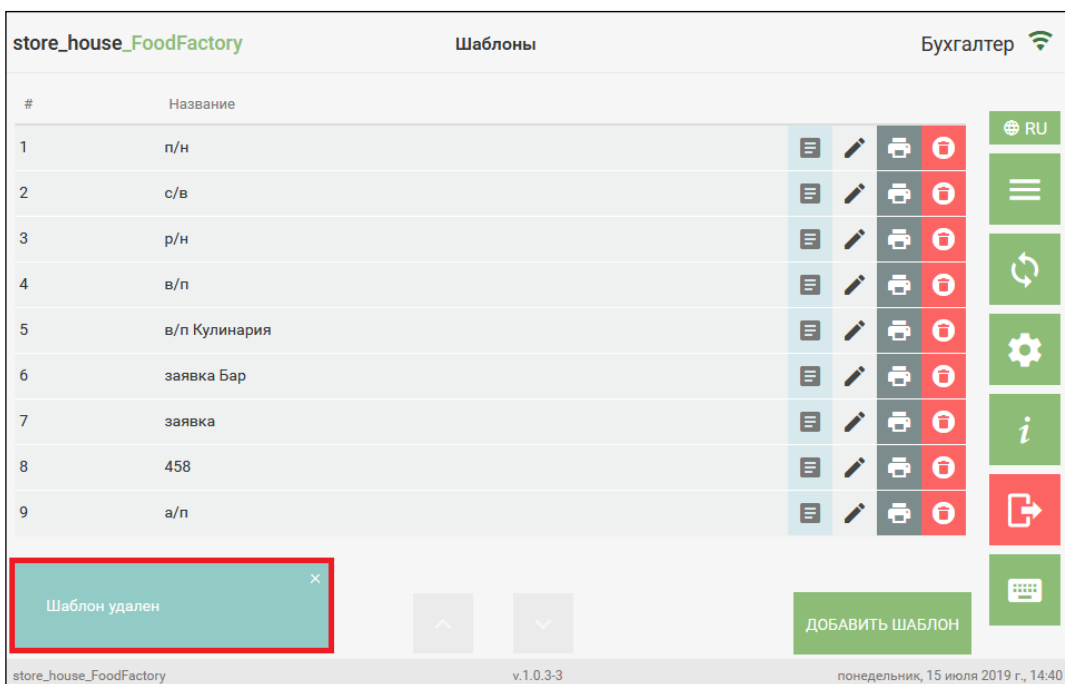 store_house_FoodFactory Шаблоны Бухгалтер
# Название
RU
1 п/н
2 с/в
3 р/н
4 в/п
5 в/п Кулинария
6 заявка Бар
7 заявка
8 458
9 а/п
Шаблон удален ×
ДОБАВИТЬ ШАБЛОН
store_house_FoodFactory v.1.0.3-3 понедельник, 15 июля 2019 г., 14:40